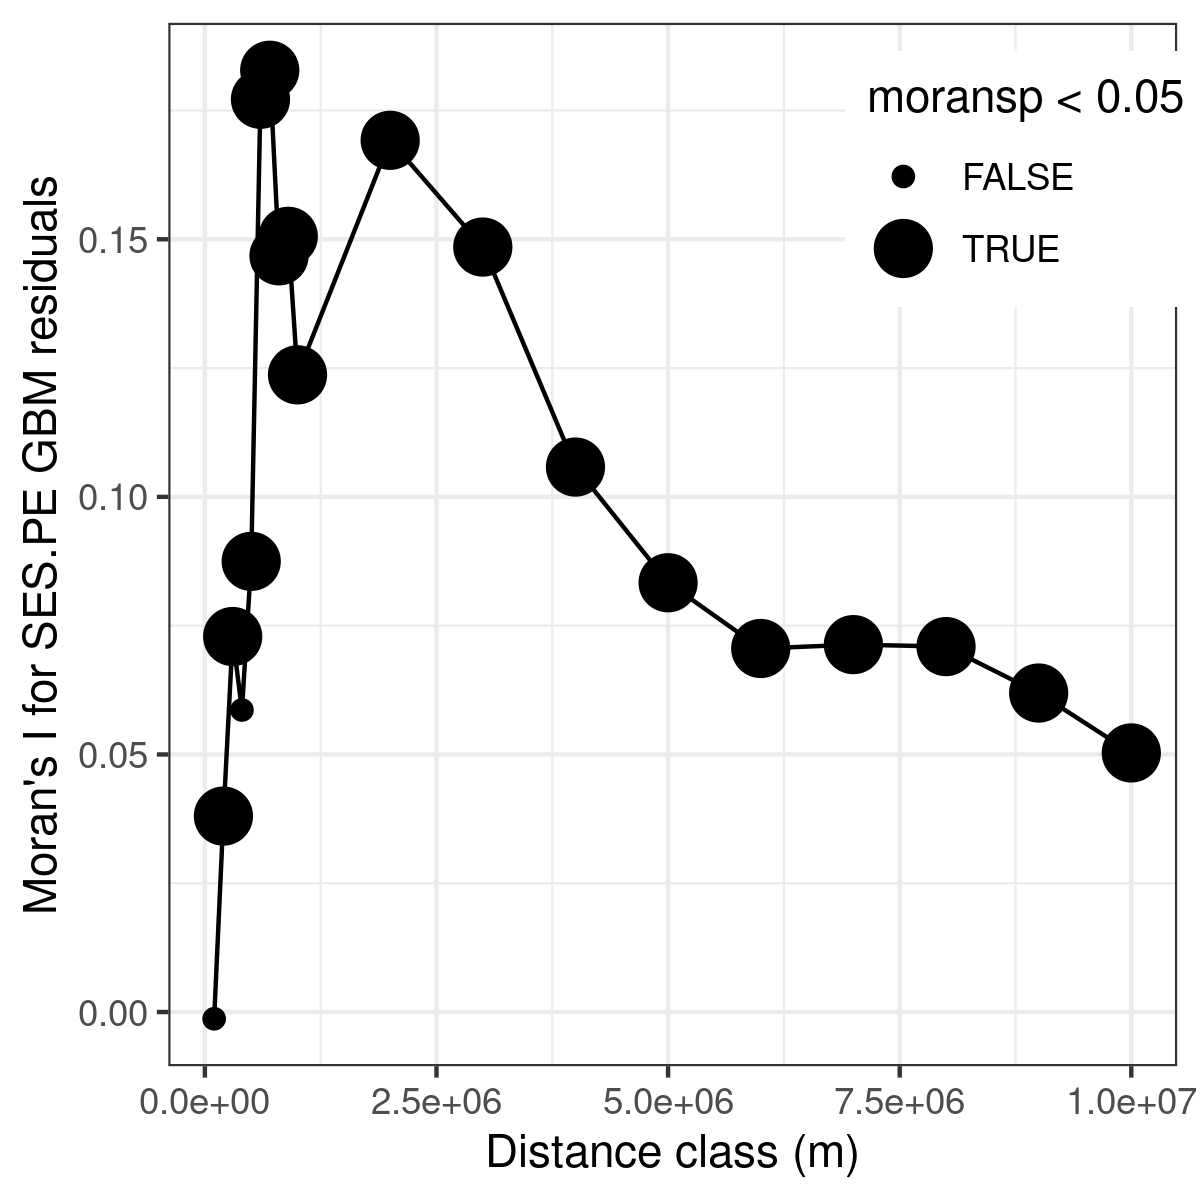 moransp < 0.05
FALSE
TRUE
Moran's I for SES.PE GBM residuals
0.15
0.10
0.05
0.00
0.0e+00 2.5e+06 5.0e+06 7.5e+06 1.0e+07
Distance class (m)